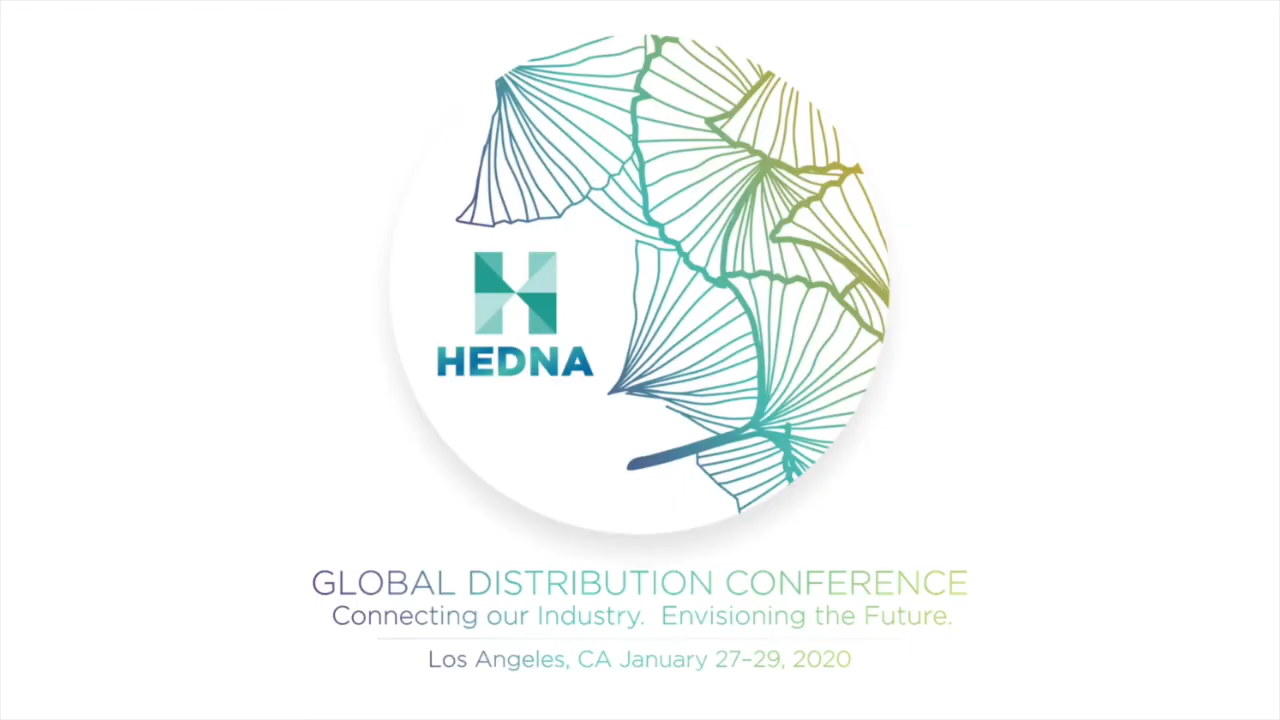 HEDNA
GLOBAL DISTRIBUTION CONFERENCE
Connecting our Industry. Envisioning the Future.
Los Angeles, CA January 27–29, 2020